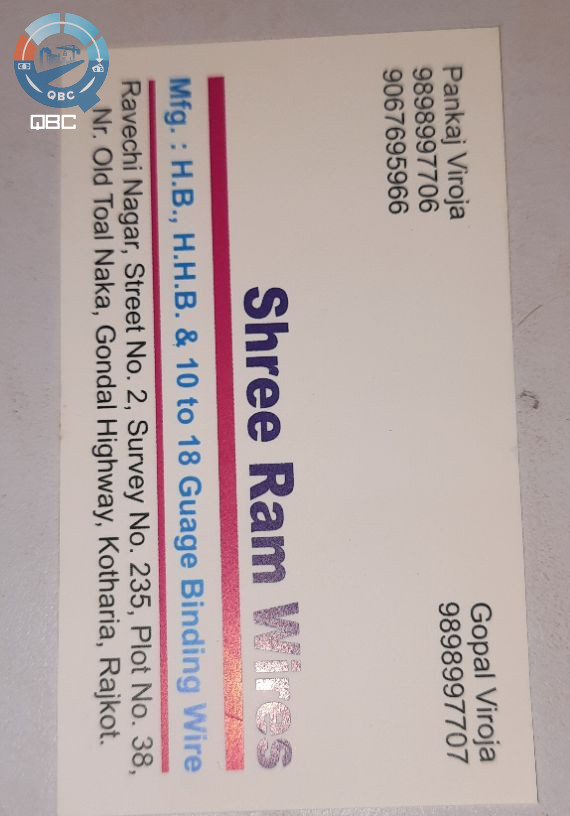 QBC
QBC
Pankaj Viroja
9898997706
9067695966
Gopal Viroja
9898997707
Shree Ram Wires
Mfg. : H.B., H.H.B. & 10 to 18 Guage Binding Wire
Ravechi Nagar, Street No. 2, Survey No. 235, Plot No. 38,
Nr. Old Toal Naka, Gondal Highway, Kotharia, Rajkot.